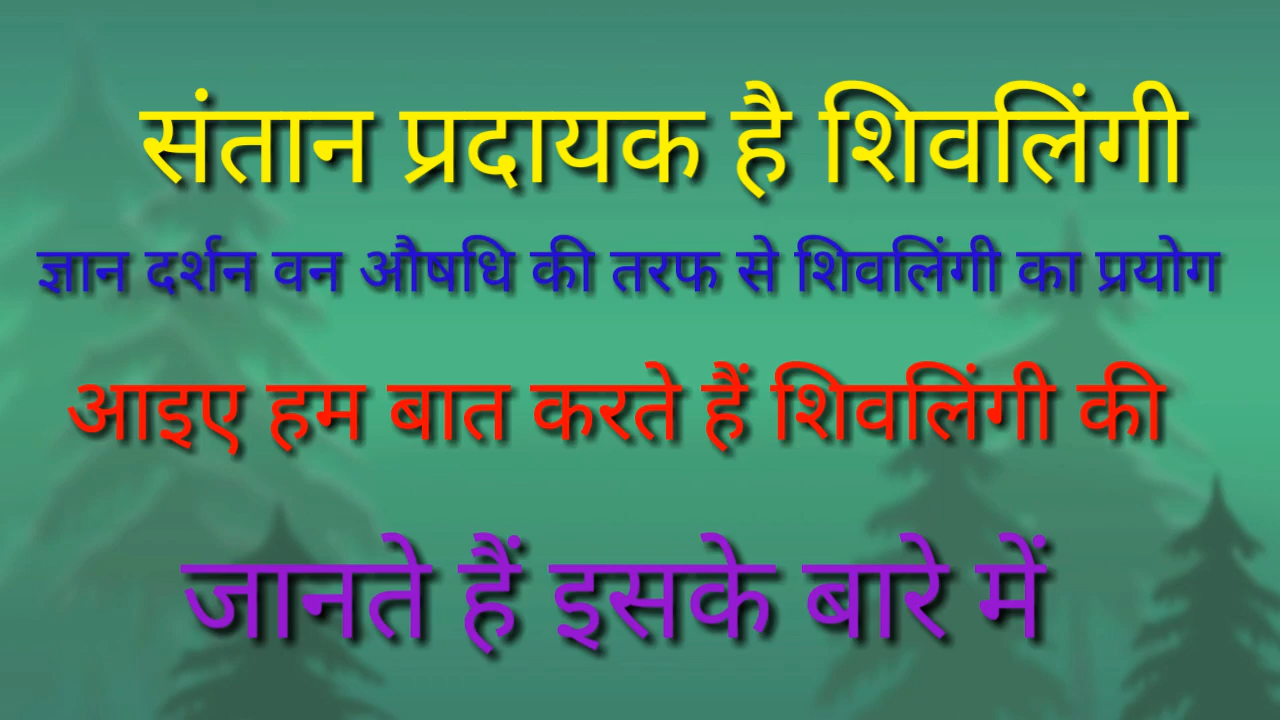 संतान प्रदायक है शिवलिंगी
ज्ञान दर्शन वन औषधि की तरफ से शिवलिंगी का प्रयोग
आइए हम बात करते हैं शिवलिंगी की
जानते हैं इसके बारे में